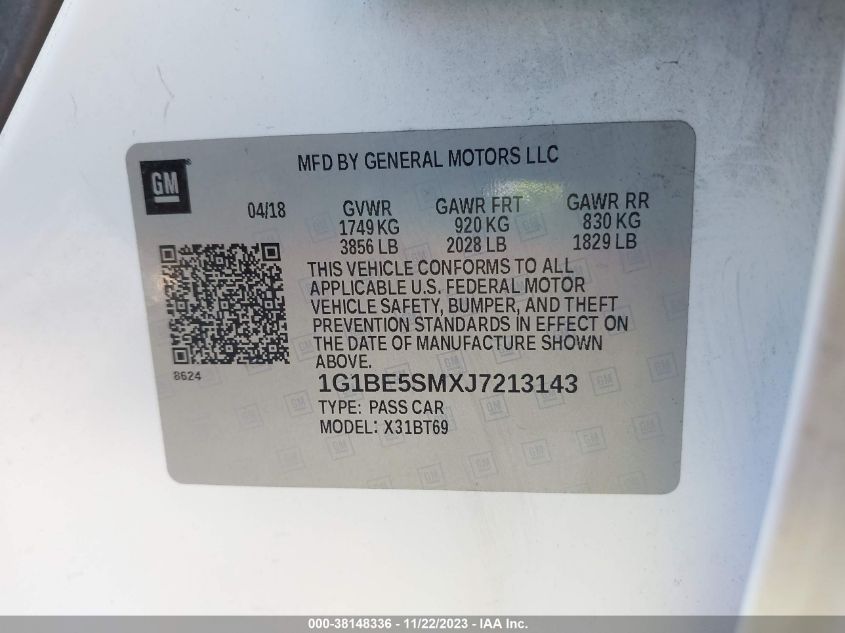 MFD BY GENERAL MOTORS LLC
GM®
04/18
GVWR GAWR FRT GAWR RR
1749 KG 920 KG 830 KG
3856 LB 2028 LB 1829 LB
THIS VEHICLE CONFORMS TO ALL
APPLICABLE U.S. FEDERAL MOTOR
VEHICLE SAFETY, BUMPER, AND THEFT
PREVENTION STANDARDS IN EFFECT ON
THE DATE OF MANUFACTURE SHOWN
ABOVE.
8624
1G1BE5SMXJ7213143
TYPE: PASS CAR
MODEL: X31BT69
000-38148336 - 11/22/2023 - IAA Inc.